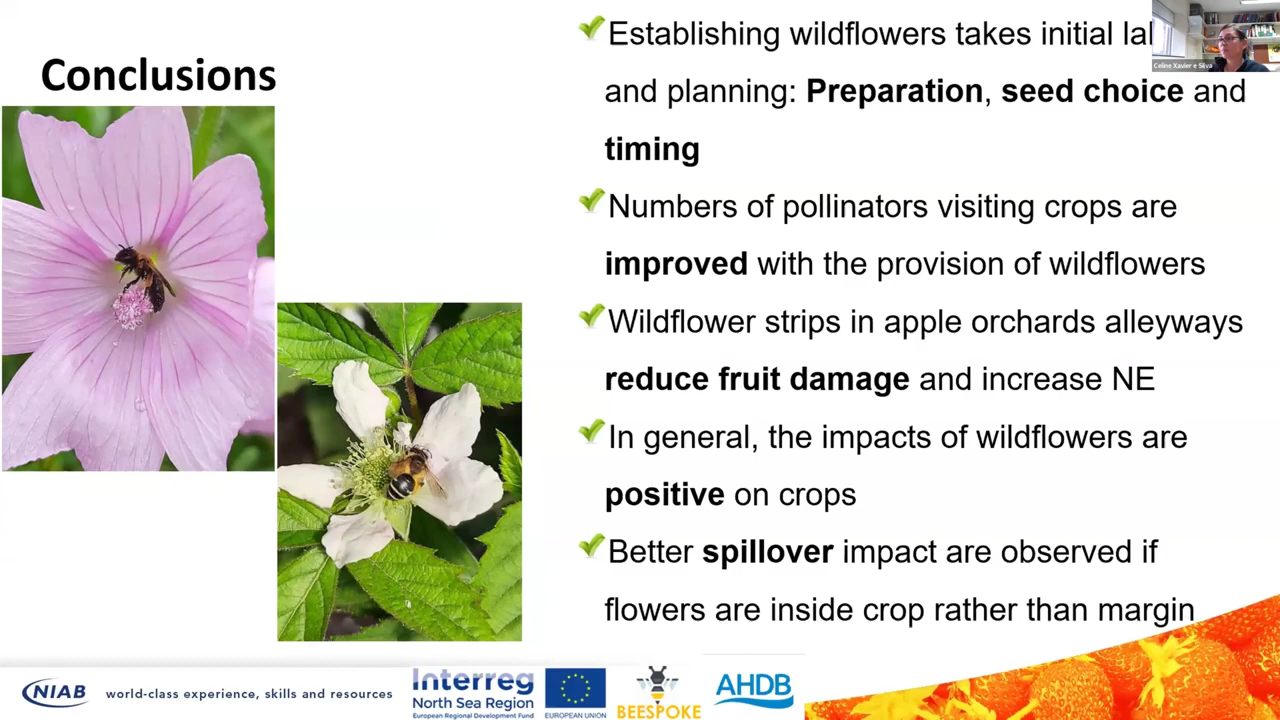 Conclusions
Establishing wildflowers takes initial
and planning: Preparation, seed choice and
timing
Numbers of pollinators visiting crops are
improved with the provision of wildflowers
Wildflower strips in apple orchards alleyways
reduce fruit damage and increase NE
In general, the impacts of wildflowers are
positive on crops
Better spillover impact are observed if
flowers are inside crop rather than margin
Celine Xavier e Silva
NIAB
world-class experience, skills and resources
Interreg
North Sea Region
European Regional Development Fund
EUROPEAN UNION
BEESPOKE
AHDB